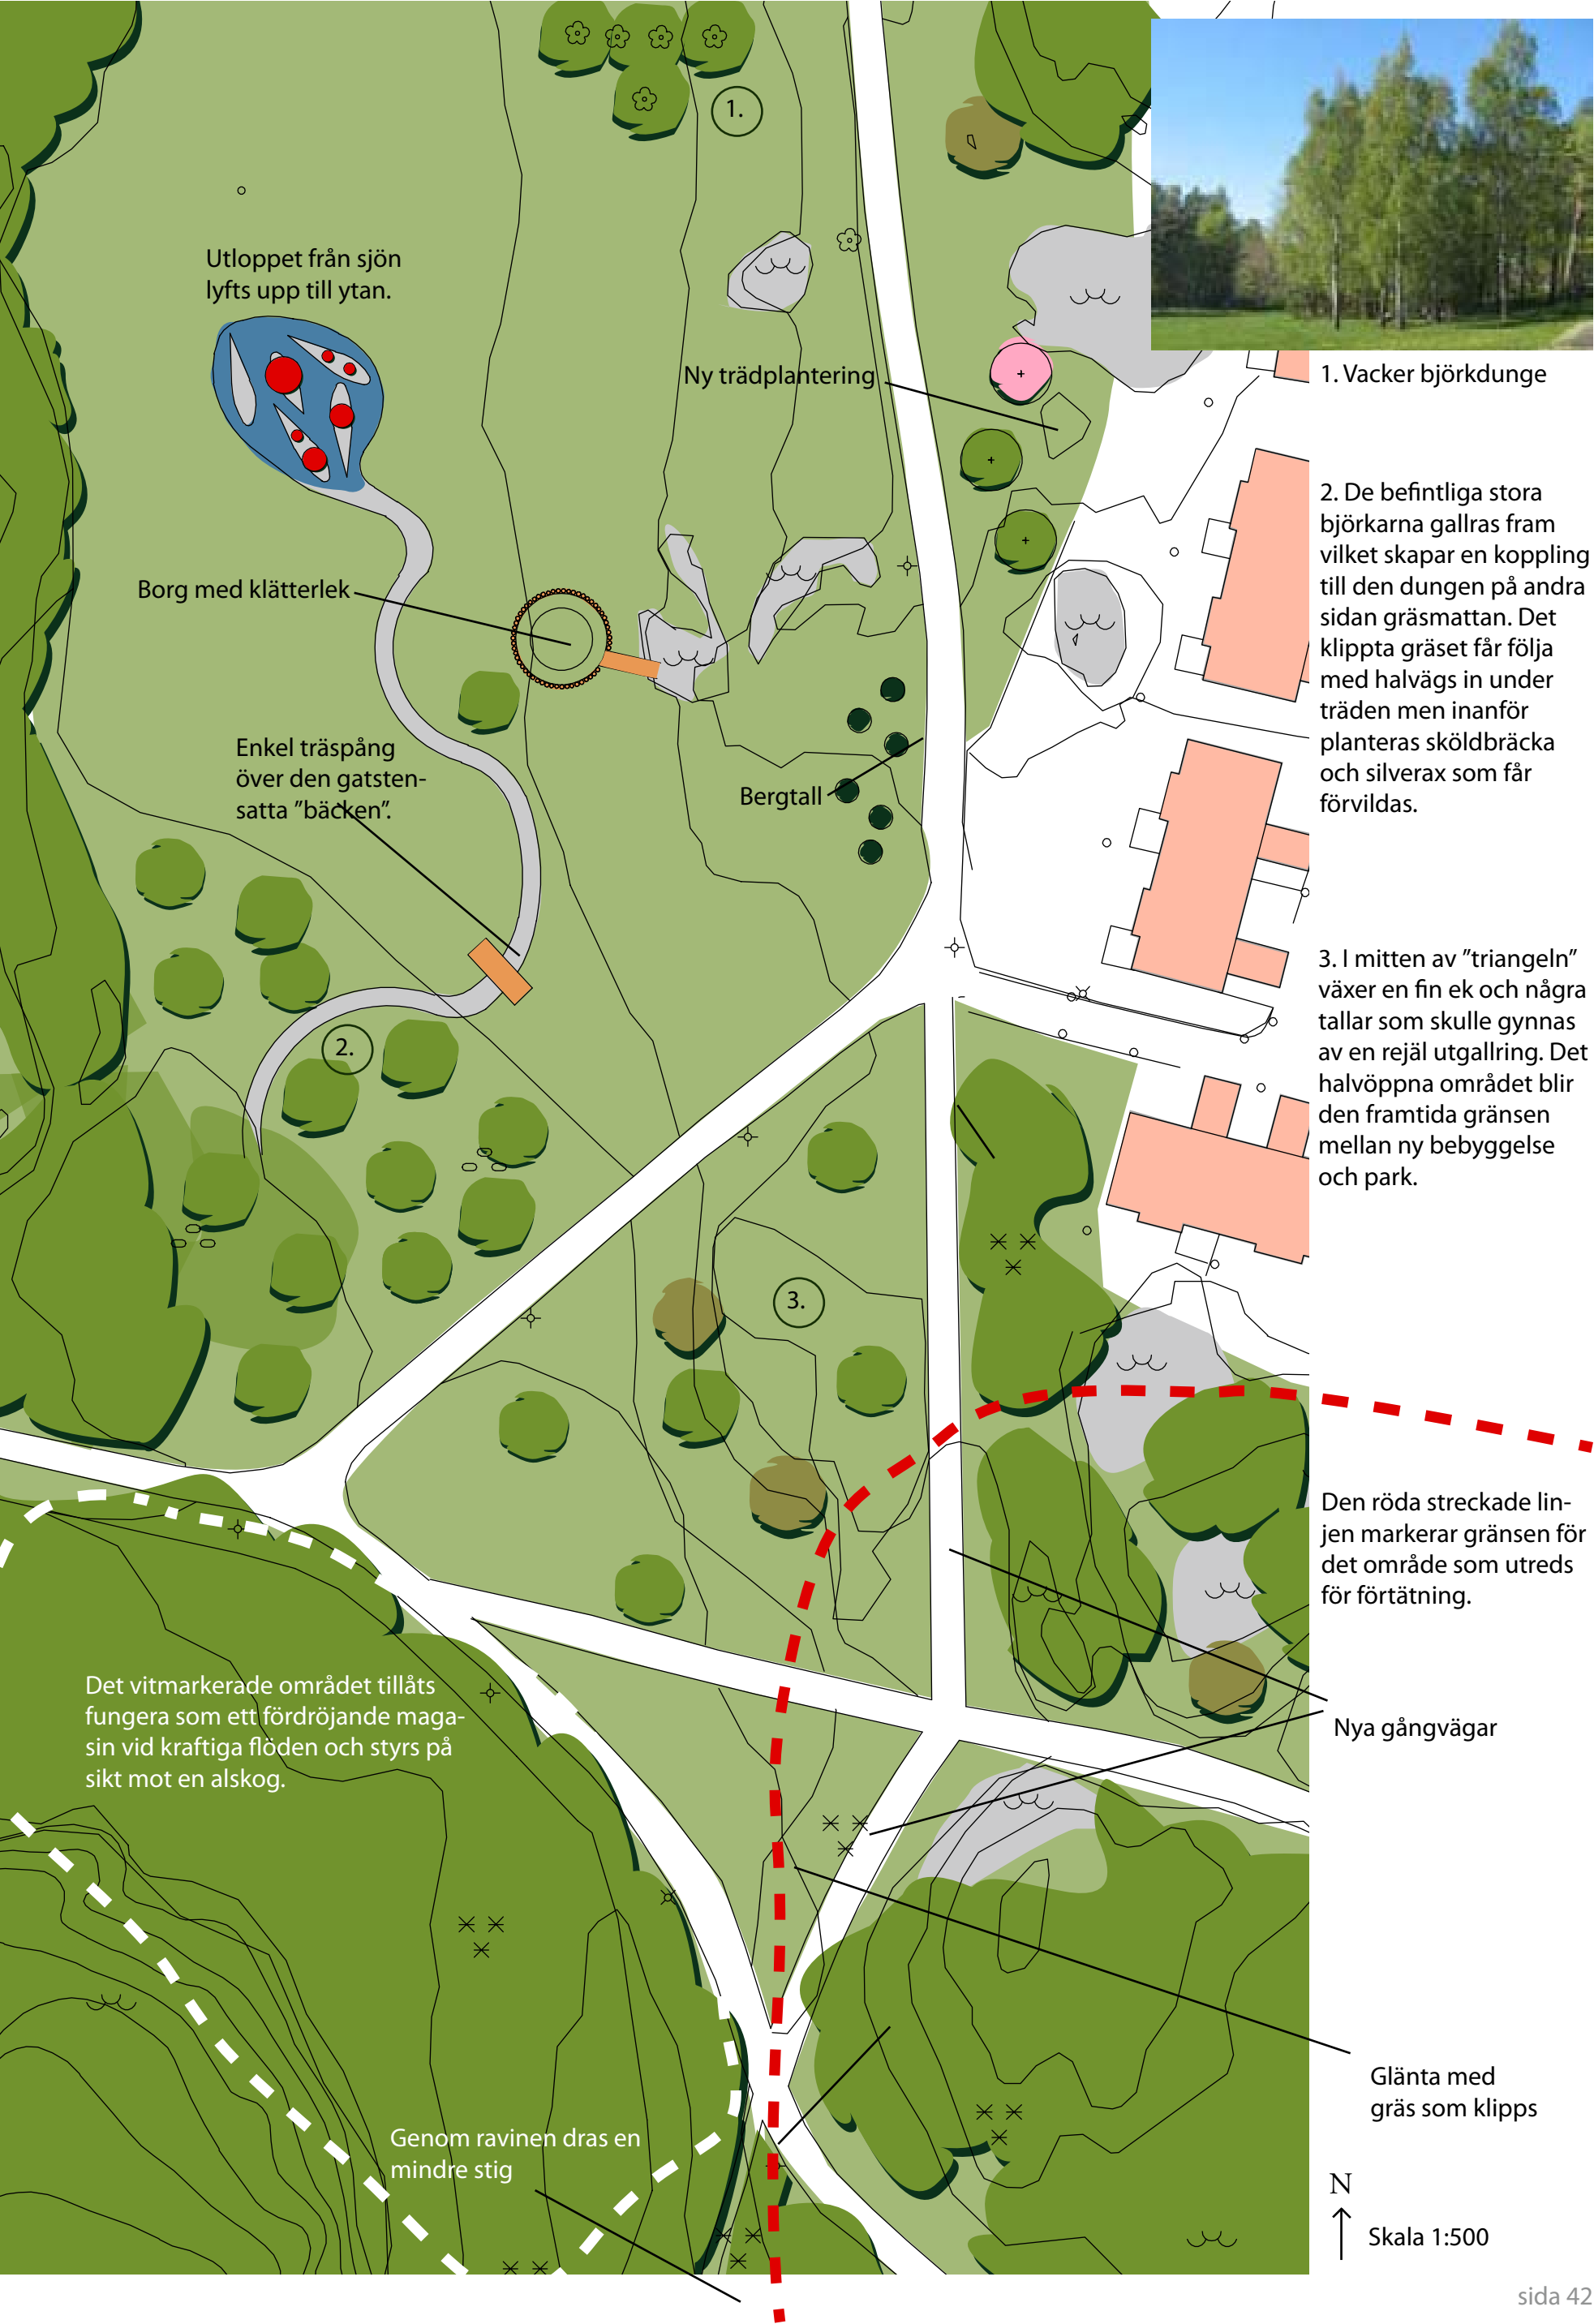 1.
Utloppet från sjön
lyfts upp till ytan.
Ny trädplantering
1. Vacker björkdunge
2. De befintliga stora
björkarna gallras fram
vilket skapar en koppling
till den dungen på andra
sidan gräsmattan. Det
klippta gräset får följa
med halvägs in under
träden men inanför
planteras sköldbräcka
och silverax som får
förvildas.
Borg med klätterlek
Enkel träspång
över den gatsten-
satta ”bäcken”.
Bergtall
3. I mitten av ”triangeln”
växer en fin ek och några
tallar som skulle gynnas
av en rejäl utgallring. Det
halvöppna området blir
den framtida gränsen
mellan ny bebyggelse
och park.
2.
3.
Den röda streckade lin-
jen markerar gränsen för
det område som utreds
för förtätning.
Det vitmarkerade området tillåts
fungera som ett fördröjande maga-
sin vid kraftiga flöden och styrs på
sikt mot en alskog.
Nya gångvägar
Glänta med
gräs som klipps
Genom ravinen dras en
mindre stig
N
Skala 1:500
sida 42